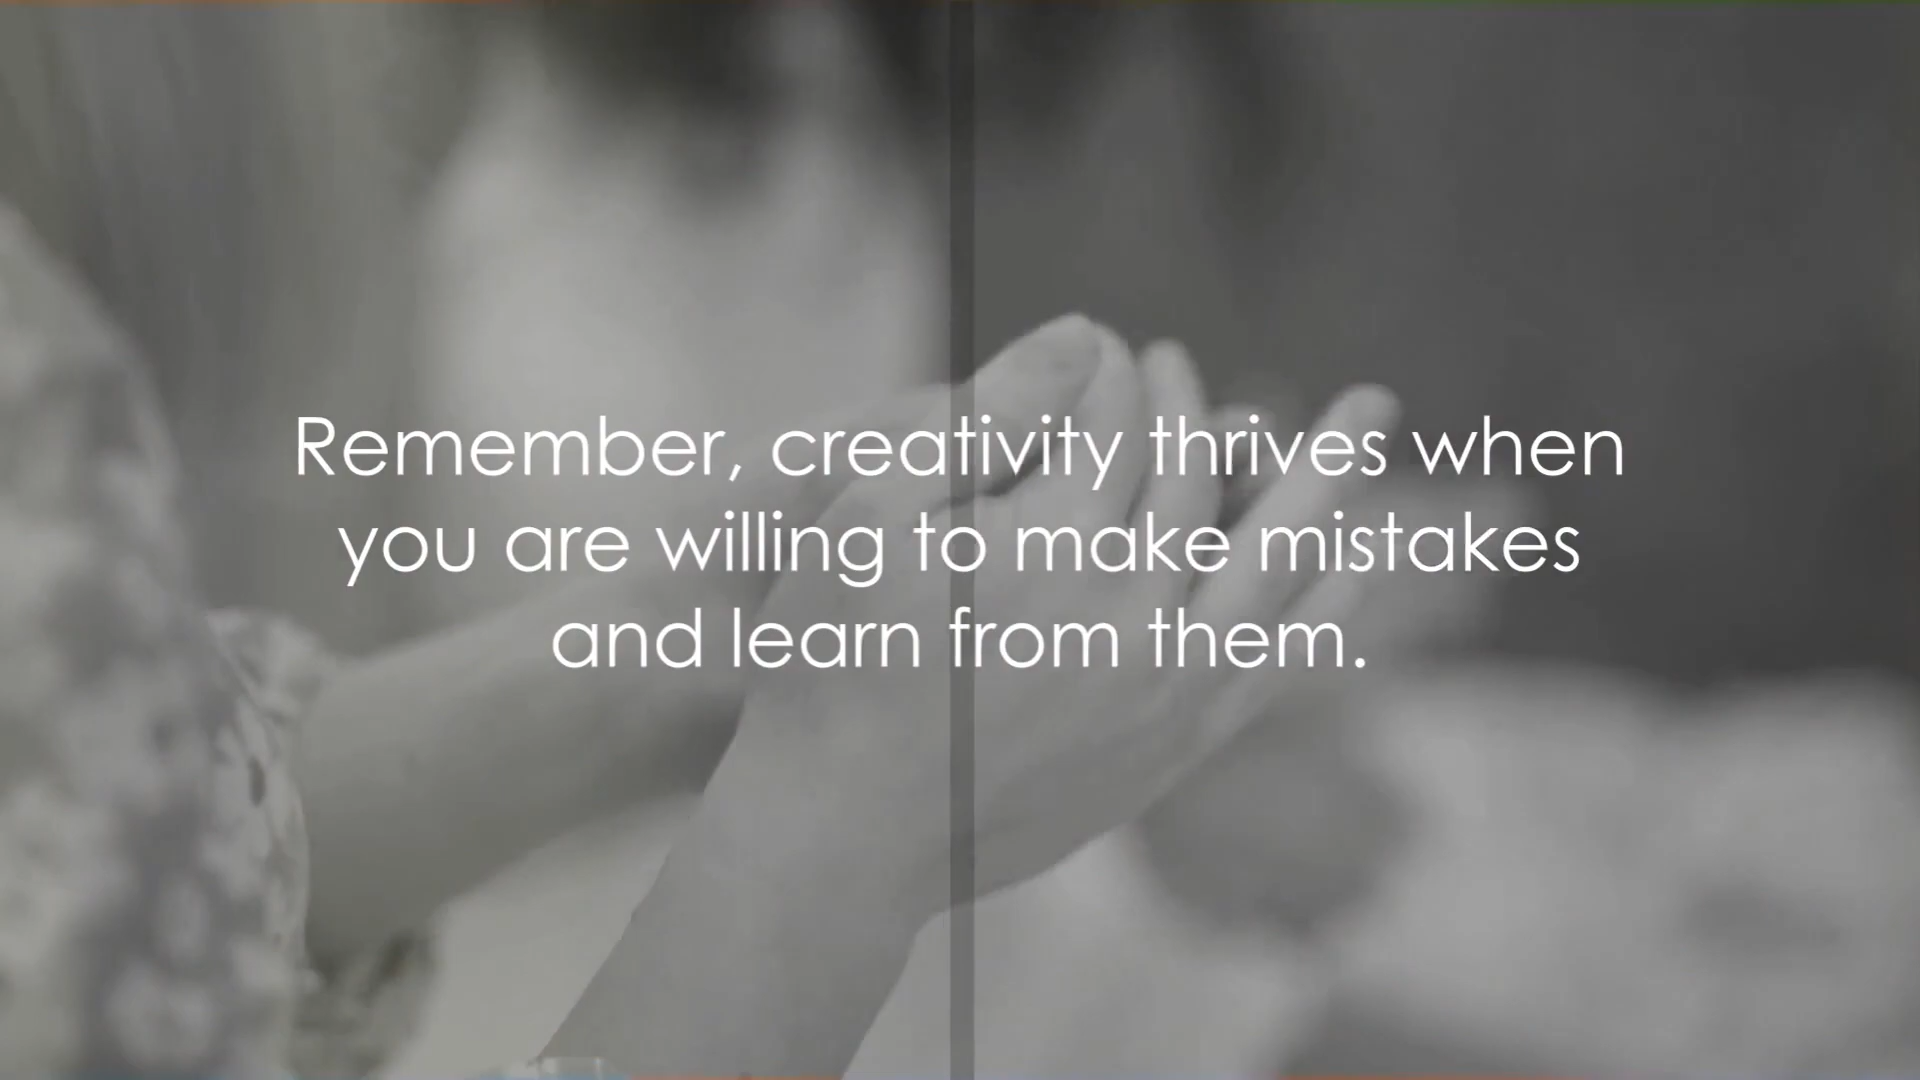 Remember, creativity thrives when
you are willing to make mistakes
and learn from them.